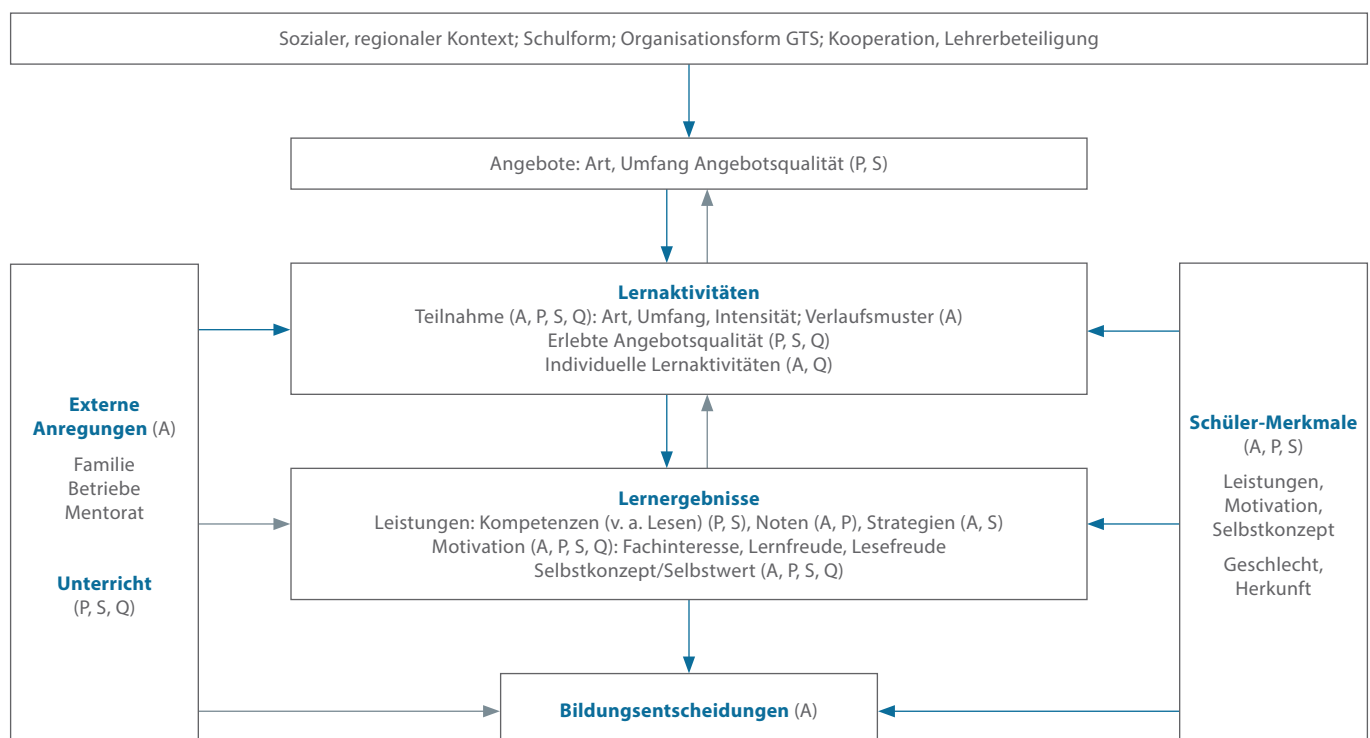 Sozialer, regionaler Kontext; Schulform; Organisationsform GTS; Kooperation, Lehrerbeteiligung
Angebote: Art, Umfang Angebotsqualität (P, S)
Lernaktivitäten
Teilnahme (A, P, S, Q): Art, Umfang, Intensität; Verlaufsmuster (A)
Erlebte Angebotsqualität (P, S, Q)
Individuelle Lernaktivitäten (A, Q)
Externe
Anregungen (A)
Familie
Betriebe
Mentorat
Unterricht
(P, S, Q)
Lernergebnisse
Leistungen: Kompetenzen (v. a. Lesen) (P, S), Noten (A, P), Strategien (A, S)
Motivation (A, P, S, Q): Fachinteresse, Lernfreude, Lesefreude
Selbstkonzept/Selbstwert (A, P, S, Q)
Schüler-Merkmale
(A, P, S)
Leistungen,
Motivation,
Selbstkonzept
Geschlecht,
Herkunft
Bildungsentscheidungen (A)